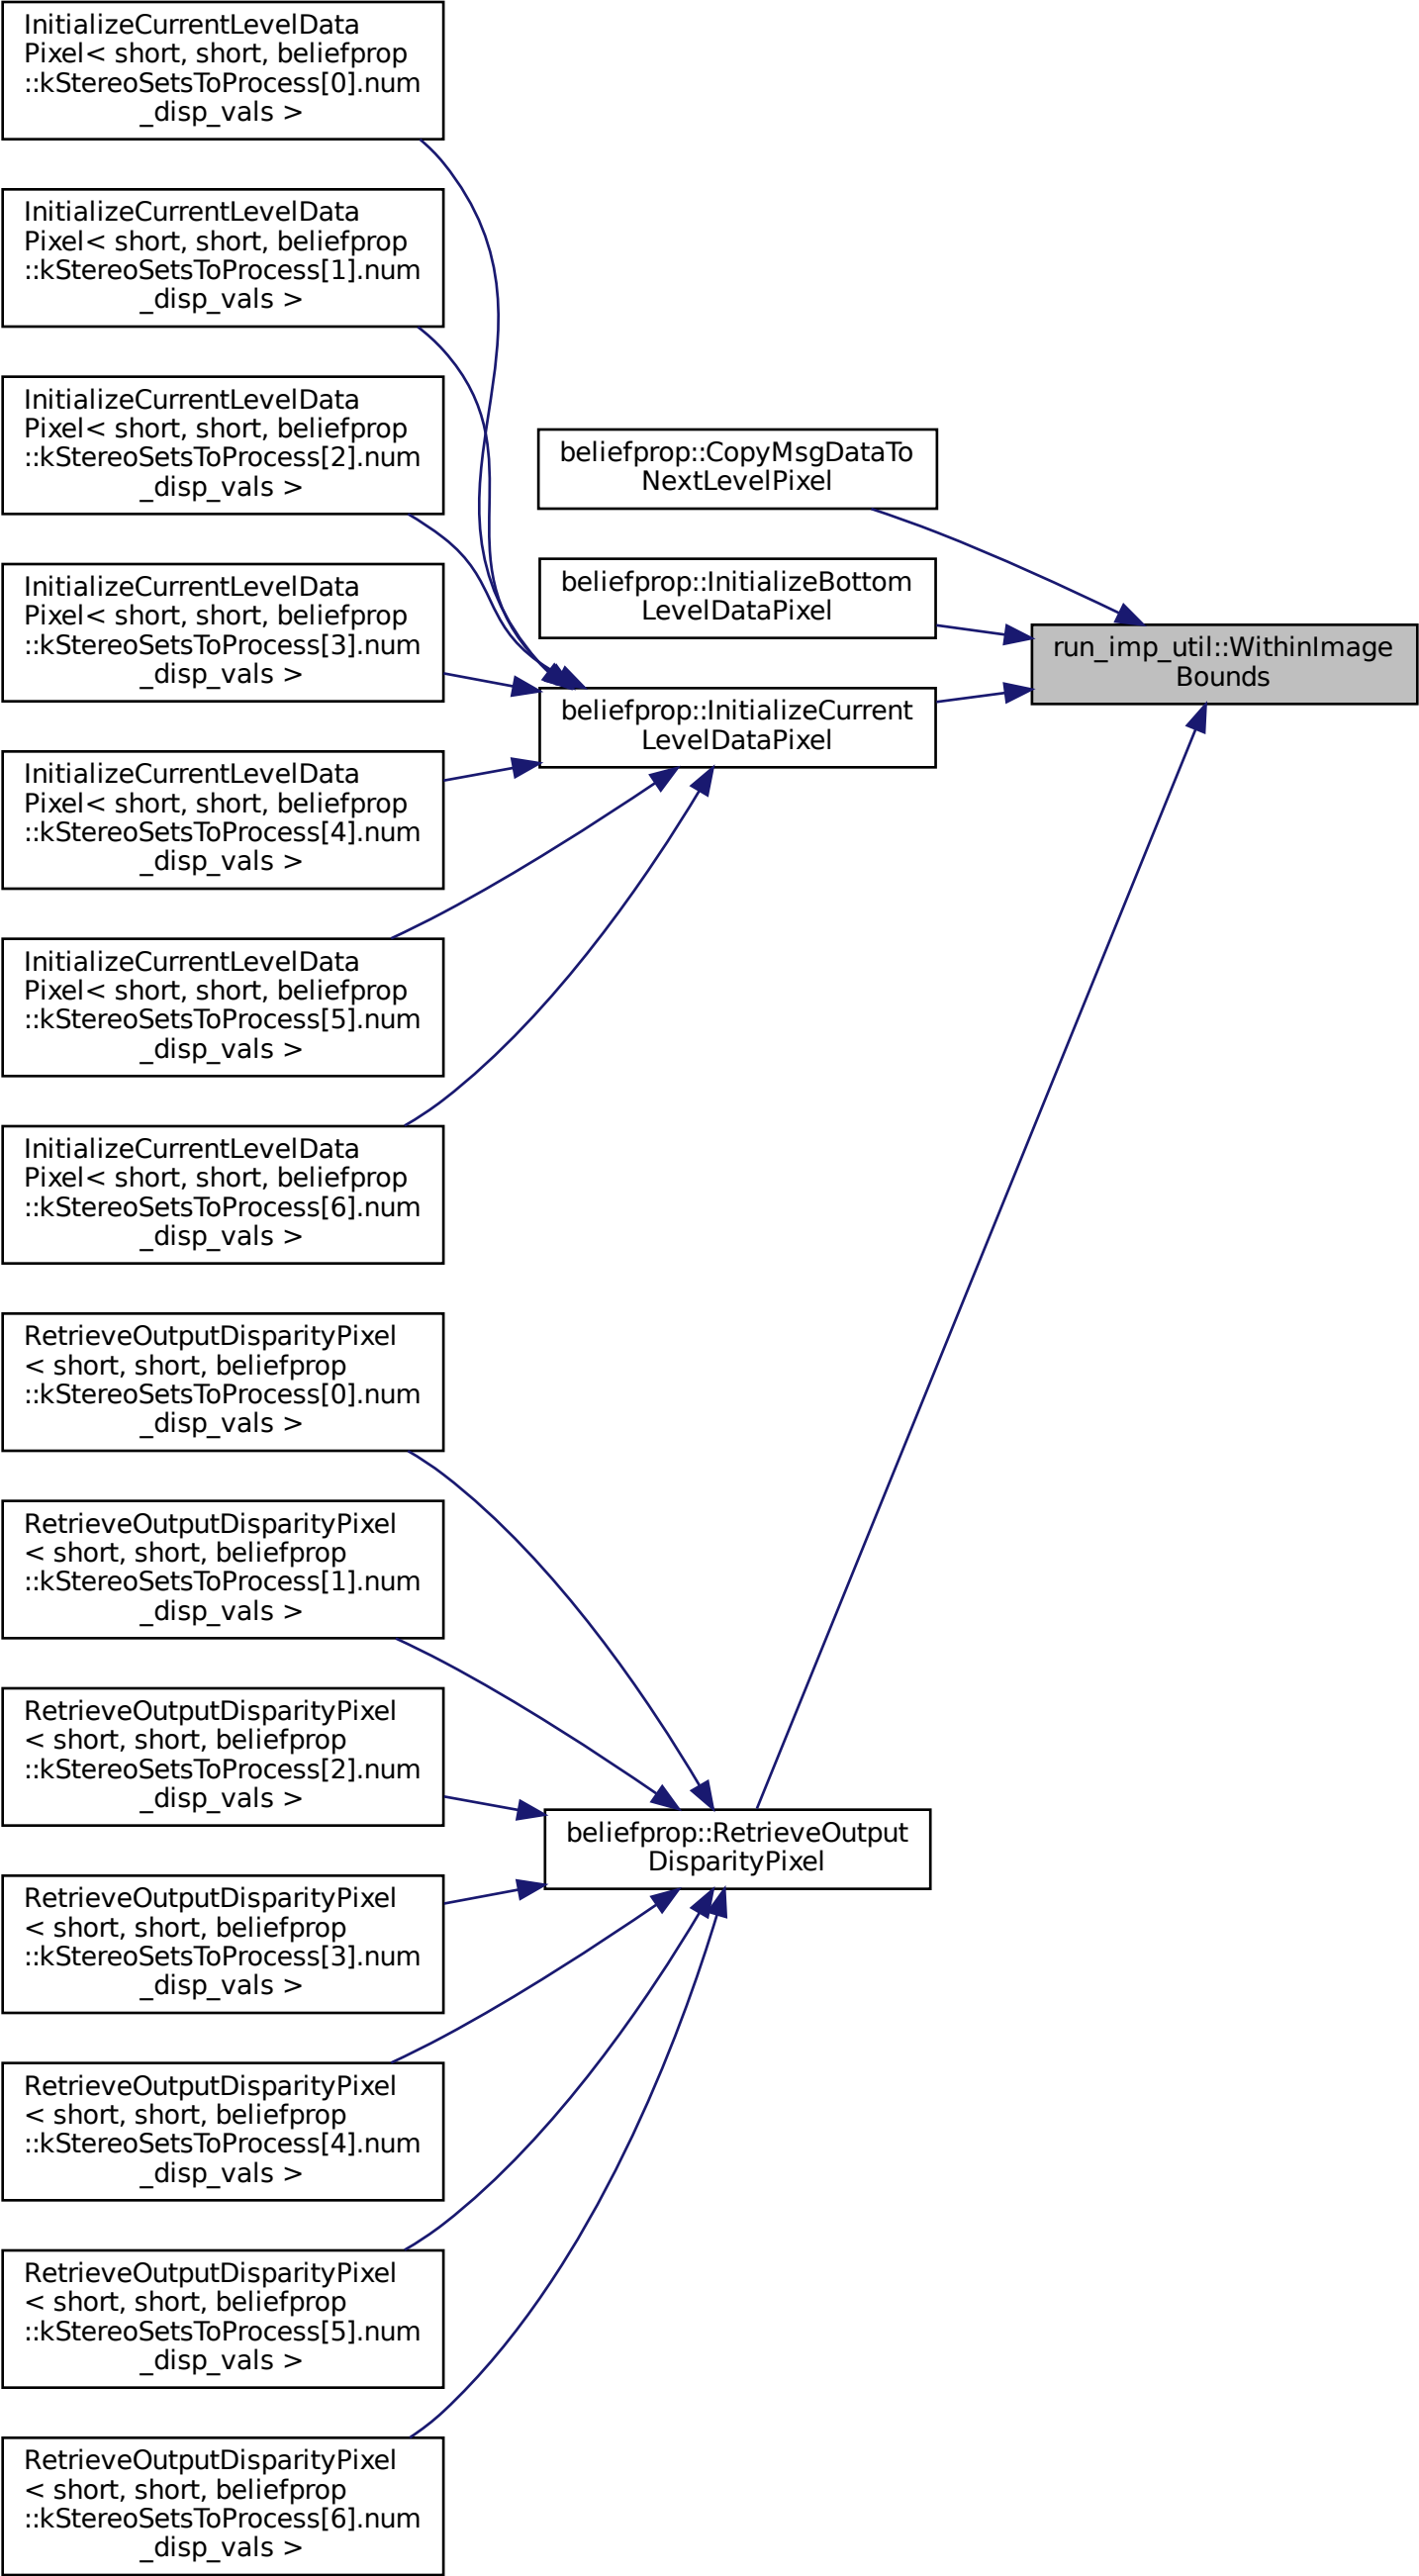 InitializeCurrentLevelData
Pixel< short, short, beliefprop
::kStereoSetsToProcess[0].num
_disp_vals >
InitializeCurrentLevelData
Pixel< short, short, beliefprop
::kStereoSetsToProcess[1].num
_disp_vals >
InitializeCurrentLevelData
Pixel< short, short, beliefprop
::kStereoSetsToProcess[2].num
_disp_vals >
InitializeCurrentLevelData
Pixel< short, short, beliefprop
::kStereoSetsToProcess[3].num
_disp_vals >
InitializeCurrentLevelData
Pixel< short, short, beliefprop
::kStereoSetsToProcess[4].num
_disp_vals >
InitializeCurrentLevelData
Pixel< short, short, beliefprop
::kStereoSetsToProcess[5].num
_disp_vals >
InitializeCurrentLevelData
Pixel< short, short, beliefprop
::kStereoSetsToProcess[6].num
_disp_vals >
RetrieveOutputDisparityPixel
< short, short, beliefprop
::kStereoSetsToProcess[0].num
_disp_vals >
RetrieveOutputDisparityPixel
< short, short, beliefprop
::kStereoSetsToProcess[1].num
_disp_vals >
RetrieveOutputDisparityPixel
< short, short, beliefprop
::kStereoSetsToProcess[2].num
_disp_vals >
RetrieveOutputDisparityPixel
< short, short, beliefprop
::kStereoSetsToProcess[3].num
_disp_vals >
RetrieveOutputDisparityPixel
< short, short, beliefprop
::kStereoSetsToProcess[4].num
_disp_vals >
RetrieveOutputDisparityPixel
< short, short, beliefprop
::kStereoSetsToProcess[5].num
_disp_vals >
RetrieveOutputDisparityPixel
< short, short, beliefprop
::kStereoSetsToProcess[6].num
_disp_vals >
beliefprop::CopyMsgDataTo
NextLevelPixel
beliefprop::InitializeBottom
LevelDataPixel
beliefprop::InitializeCurrent
LevelDataPixel
beliefprop::RetrieveOutput
DisparityPixel
run_imp_util::WithinImage
Bounds